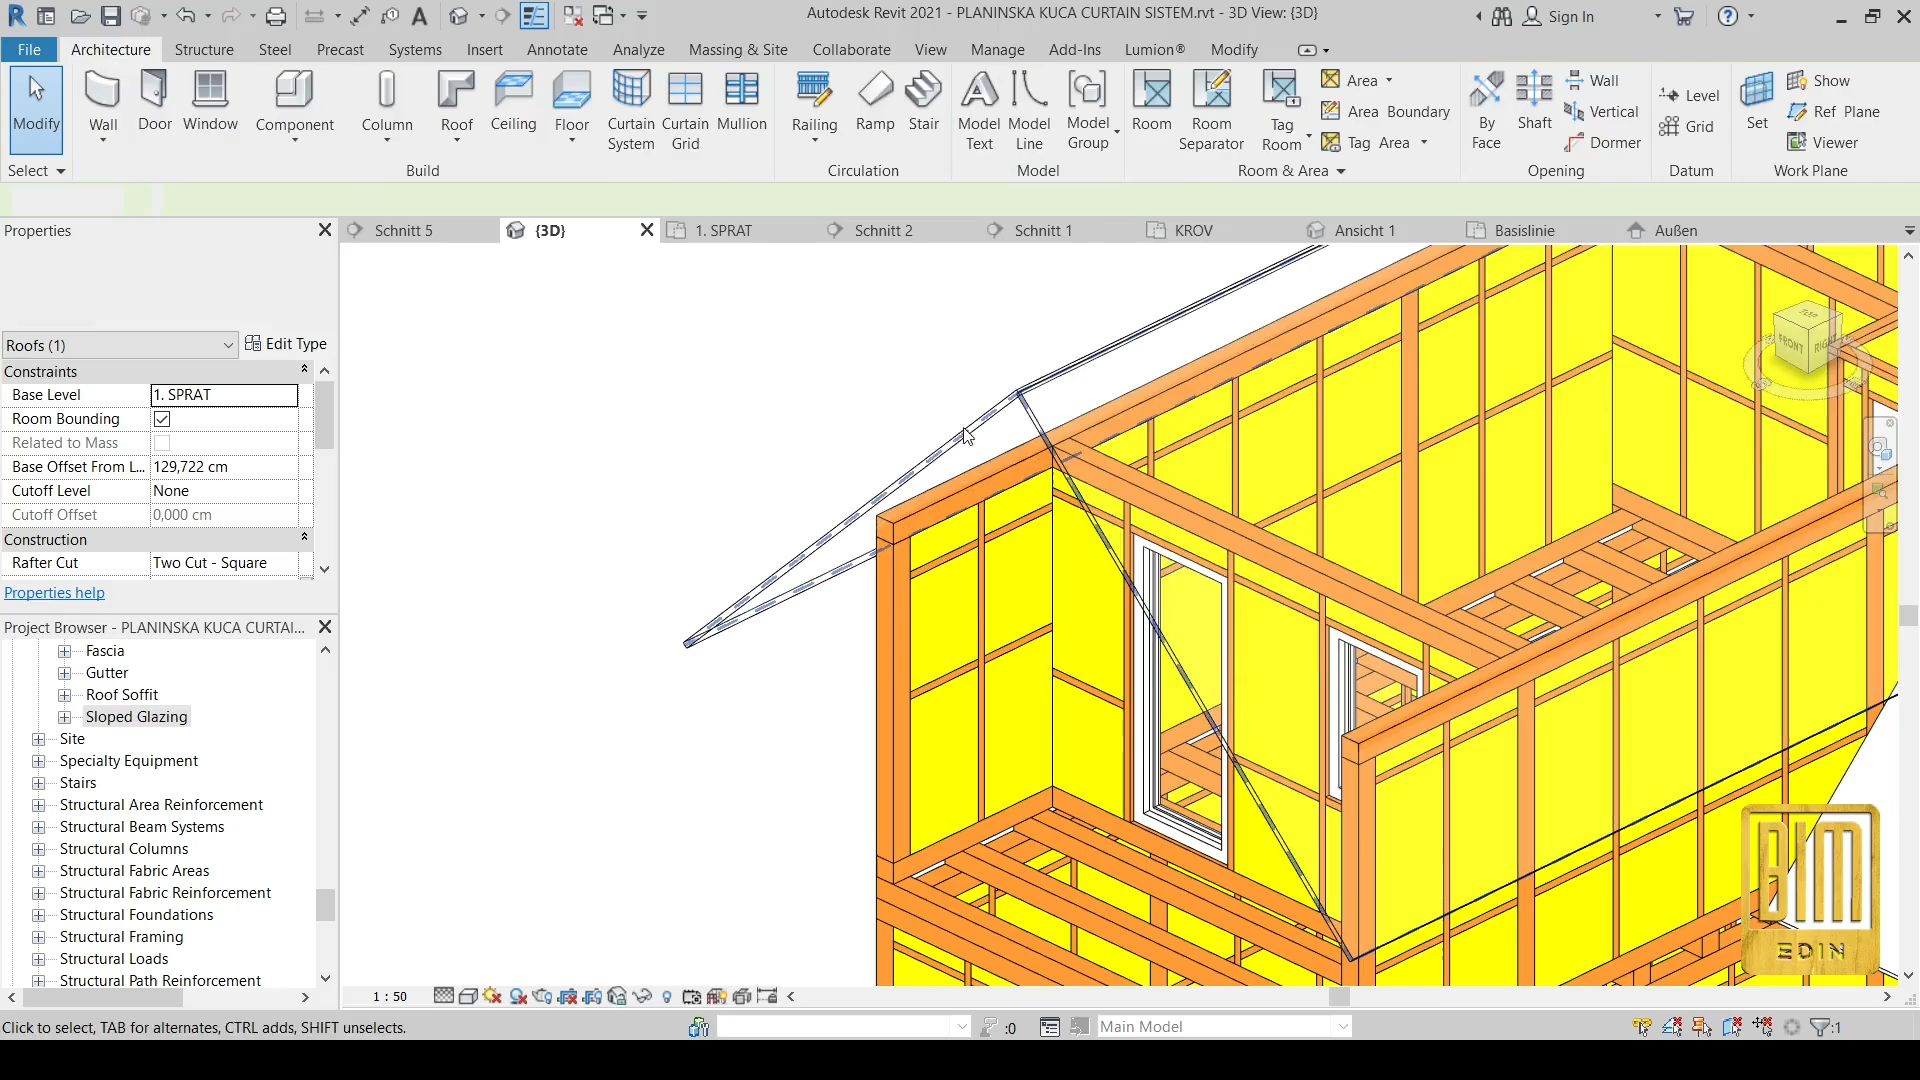 Autodesk Revit 2021 - PLANINSKA KUCA CURTAIN SISTEM.rvt - 3D View: {3D}
Sign In
File Architecture Structure Steel Precast Systems Insert Annotate Analyze Massing & Site Collaborate View Manage Add-Ins Lumion® Modify
Modify Wall Door Window Component Column Roof Ceiling Floor Curtain System Curtain Grid Mullion Railing Ramp Stair Model Text Model Line Model Group Room Room Separator Tag Room Area Area Boundary Tag Area By Face Shaft Wall Vertical Dormer Level Grid Set Show Ref Plane Viewer
Select Build Circulation Model Room & Area Opening Datum Work Plane
Properties
Schnitt 5 {3D} 1. SPRAT Schnitt 2 Schnitt 1 KROV Ansicht 1 Basislinie Außen
Roofs (1) Edit Type
Constraints
Base Level 1. SPRAT
Room Bounding
Related to Mass
Base Offset From L... 129,722 cm
Cutoff Level None
Cutoff Offset 0,000 cm
Construction
Rafter Cut Two Cut - Square
Properties help
Project Browser - PLANINSKA KUCA CURTAI...
Fascia
Gutter
Roof Soffit
Sloped Glazing
Site
Specialty Equipment
Stairs
Structural Area Reinforcement
Structural Beam Systems
Structural Columns
Structural Fabric Areas
Structural Fabric Reinforcement
Structural Foundations
Structural Framing
Structural Loads
Structural Path Reinforcement
TOP
FRONT
BIM
EDIN
1 : 50
Click to select, TAB for alternates, CTRL adds, SHIFT unselects.
:0
Main Model
:1